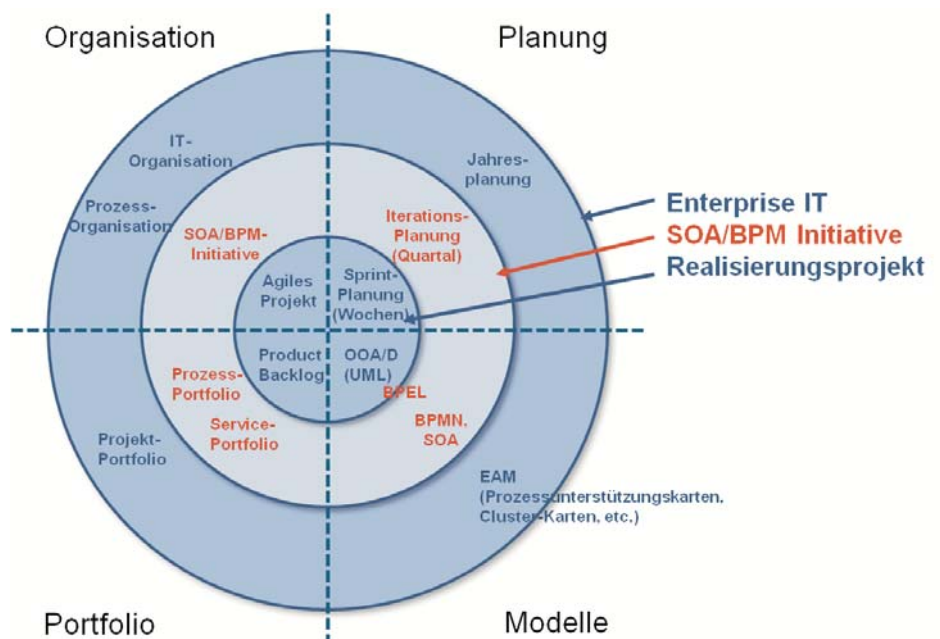 Organisation
Planung
IT-
Organisation
Prozess-
Organisation
SOA/BPM-
Initiative
Agiles
Projekt
Jahres-
planung
Iterations-
Planung
(Quartal)
Sprint-
Planung
(Wochen)
Enterprise IT
SOA/BPM Initiative
Realisierungsprojekt
Product
Backlog
Prozess-
Portfolio
Service-
Portfolio
Projekt-
Portfolio
OOA/D
(UML)
BPEL
BPMN,
SOA
EAM
(Prozessunterstützungskarten,
Cluster-Karten, etc.)
Portfolio
Modelle